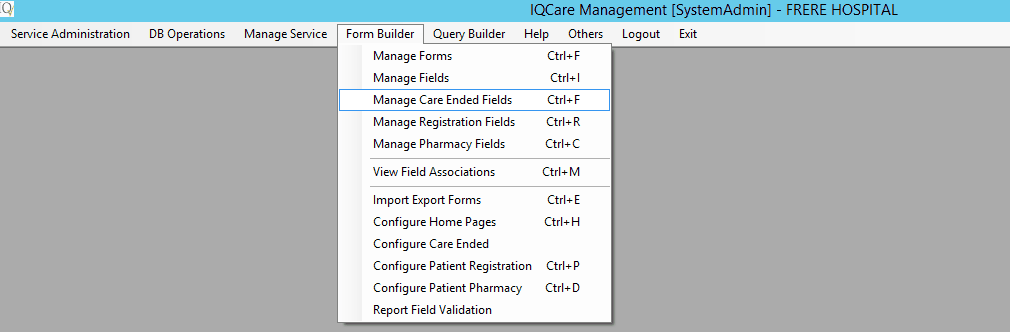 IQ
IQCare Management [SystemAdmin] - FRERE HOSPITAL
Service Administration DB Operations Manage Service Form Builder Query Builder Help Others Logout Exit
Manage Forms Ctrl+F
Manage Fields Ctrl+I
Manage Care Ended Fields Ctrl+F
Manage Registration Fields Ctrl+R
Manage Pharmacy Fields Ctrl+C
View Field Associations Ctrl+M
Import Export Forms Ctrl+E
Configure Home Pages Ctrl+H
Configure Care Ended
Configure Patient Registration Ctrl+P
Configure Patient Pharmacy Ctrl+D
Report Field Validation